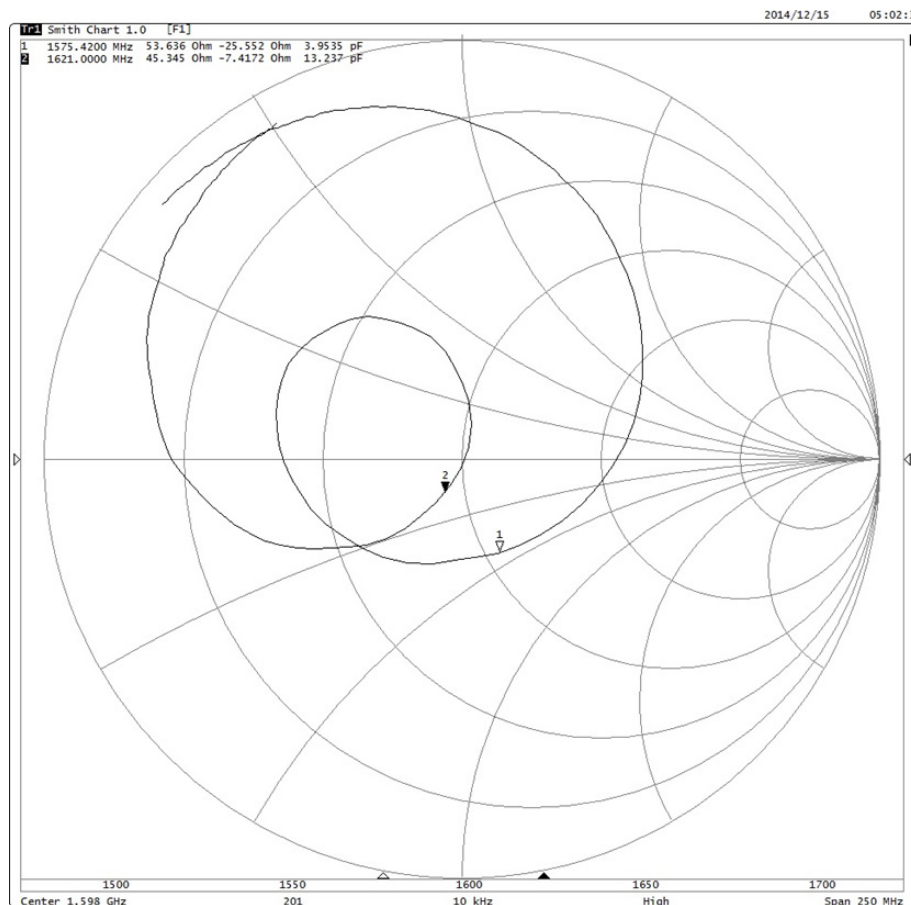 2014/12/15 05:02:
Tr1 Smith Chart 1.0 [F1]
1 1575.4200 MHz 53.636 Ohm -25.552 Ohm 3.9535 pF
2 1621.0000 MHz 45.345 Ohm -7.4172 Ohm 13.237 pF
2
1
1500 1550 1600 1650 1700
Center 1.598 GHz 201 10 kHz High Span 250 MHz